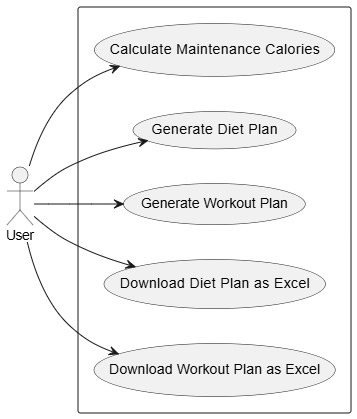 Calculate Maintenance Calories
Generate Diet Plan
Generate Workout Plan
User
Download Diet Plan as Excel
Download Workout Plan as Excel